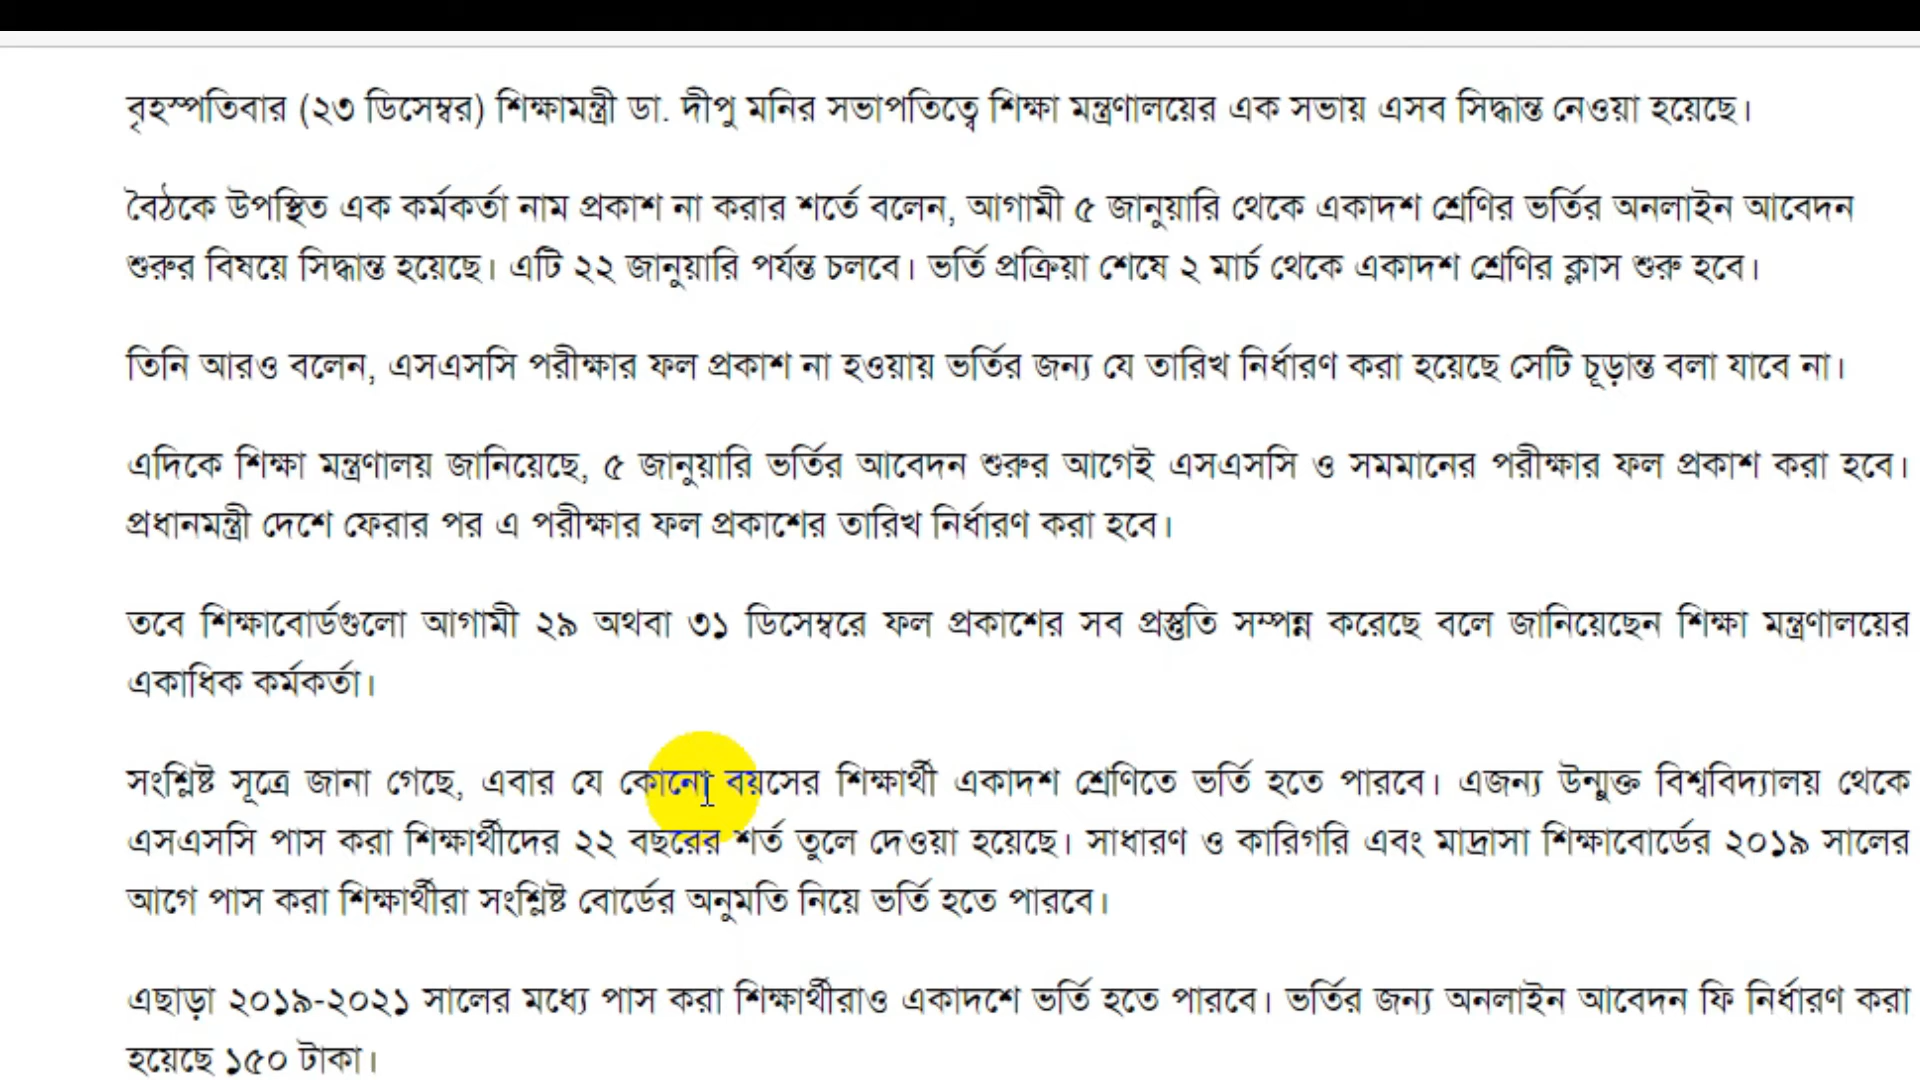 বৃহস্পতিবার (২৩ ডিসেম্বর) শিক্ষামন্ত্রী ডা. দীপু মনির সভাপতিত্বে শিক্ষা মন্ত্রণালয়ের এক সভায় এসব সিদ্ধান্ত নেওয়া হয়েছে।
বৈঠকে উপস্থিত এক কর্মকর্তা নাম প্রকাশ না করার শর্তে বলেন, আগামী ৫ জানুয়ারি থেকে একাদশ শ্রেণির ভর্তির অনলাইন আবেদন
শুরুর বিষয়ে সিদ্ধান্ত হয়েছে। এটি ২২ জানুয়ারি পর্যন্ত চলবে। ভর্তি প্রক্রিয়া শেষে ২ মার্চ থেকে একাদশ শ্রেণির ক্লাস শুরু হবে।
তিনি আরও বলেন, এসএসসি পরীক্ষার ফল প্রকাশ না হওয়ায় ভর্তির জন্য যে তারিখ নির্ধারণ করা হয়েছে সেটি চূড়ান্ত বলা যাবে না।
এদিকে শিক্ষা মন্ত্রণালয় জানিয়েছে, ৫ জানুয়ারি ভর্তির আবেদন শুরুর আগেই এসএসসি ও সমমানের পরীক্ষার ফল প্রকাশ করা হবে।
প্রধানমন্ত্রী দেশে ফেরার পর এ পরীক্ষার ফল প্রকাশের তারিখ নির্ধারণ করা হবে।
তবে শিক্ষাবোর্ডগুলো আগামী ২৯ অথবা ৩১ ডিসেম্বরে ফল প্রকাশের সব প্রস্তুতি সম্পন্ন করেছে বলে জানিয়েছেন শিক্ষা মন্ত্রণালয়ের
একাধিক কর্মকর্তা।
সংশ্লিষ্ট সূত্রে জানা গেছে, এবার যে কোনো বয়সের শিক্ষার্থী একাদশ শ্রেণিতে ভর্তি হতে পারবে। এজন্য উন্মুক্ত বিশ্ববিদ্যালয় থেকে
এসএসসি পাস করা শিক্ষার্থীদের ২২ বছরের শর্ত তুলে দেওয়া হয়েছে। সাধারণ ও কারিগরি এবং মাদ্রাসা শিক্ষাবোর্ডের ২০১৯ সালের
আগে পাস করা শিক্ষার্থীরা সংশ্লিষ্ট বোর্ডের অনুমতি নিয়ে ভর্তি হতে পারবে।
এছাড়া ২০১৯-২০২১ সালের মধ্যে পাস করা শিক্ষার্থীরাও একাদশে ভর্তি হতে পারবে। ভর্তির জন্য অনলাইন আবেদন ফি নির্ধারণ করা
হয়েছে ১৫০ টাকা।